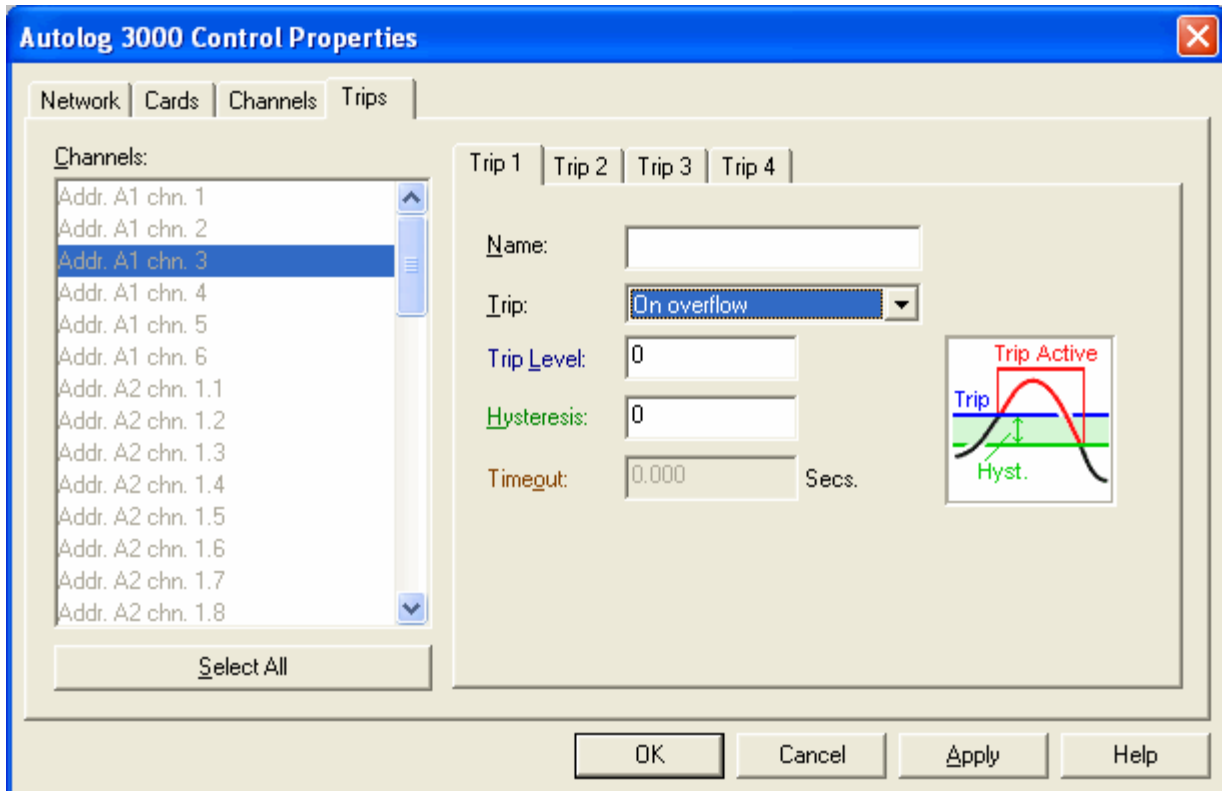 Autolog 3000 Control Properties
Network Cards Channels Trips
Channels:
Addr. A1 chn. 1
Addr. A1 chn. 2
Addr. A1 chn. 3
Addr. A1 chn. 4
Addr. A1 chn. 5
Addr. A1 chn. 6
Addr. A2 chn. 1.1
Addr. A2 chn. 1.2
Addr. A2 chn. 1.3
Addr. A2 chn. 1.4
Addr. A2 chn. 1.5
Addr. A2 chn. 1.6
Addr. A2 chn. 1.7
Addr. A2 chn. 1.8
Select All
Trip 1 Trip 2 Trip 3 Trip 4
Name:
Trip: On overflow
Trip Level: 0
Hysteresis: 0
Timeout: 0.000 Secs.
Trip Active
Trip
Hyst.
OK Cancel Apply Help